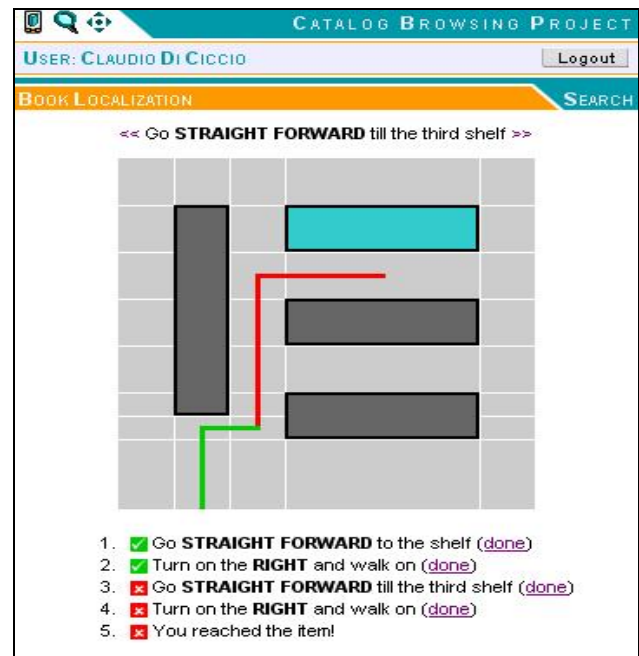 CATALOG BROWSING PROJECT
USER: CLAUDIO DI CICCIO
Logout
BOOK LOCALIZATION
SEARCH
<< Go STRAIGHT FORWARD till the third shelf >>
1. Go STRAIGHT FORWARD to the shelf (done)
2. Turn on the RIGHT and walk on (done)
3. Go STRAIGHT FORWARD till the third shelf (done)
4. Turn on the RIGHT and walk on (done)
5. You reached the item!